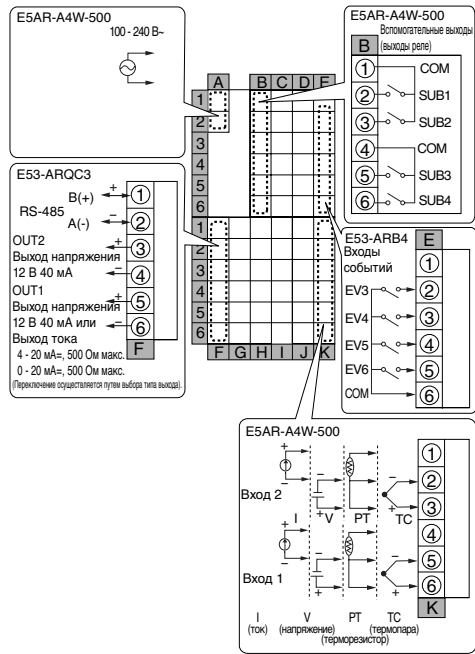 E5AR-A4W-500
100 - 240 В~
E5AR-A4W-500
Вспомогательные выходы
(выходы реле)
B
1 COM
2 SUB1
3 SUB2
4 COM
5 SUB3
6 SUB4
A B C D E
1
2
3
4
5
6
1
2
3
4
5
6
F G H I J K
E53-ARQC3
RS-485
B(+) + 1
A(-) − 2
OUT2 + 3
Выход напряжения
12 В 40 мА − 4
OUT1 + 5
Выход напряжения
12 В 40 мА или − 6
Выход тока
F
4 - 20 мА=, 500 Ом макс.
0 - 20 мА=, 500 Ом макс.
(Переключение осуществляется путем выбора типа выхода).
E53-ARB4 E
Входы
событий
1
EV3 2
EV4 3
EV5 4
EV6 5
COM 6
E5AR-A4W-500
1
2
3
4
5
6
K
+ − − + − +
Вход 2
I V PT TC
+ − − + − +
Вход 1
I V PT TC
(ток) (напряжение) (термопара)
(терморезистор)